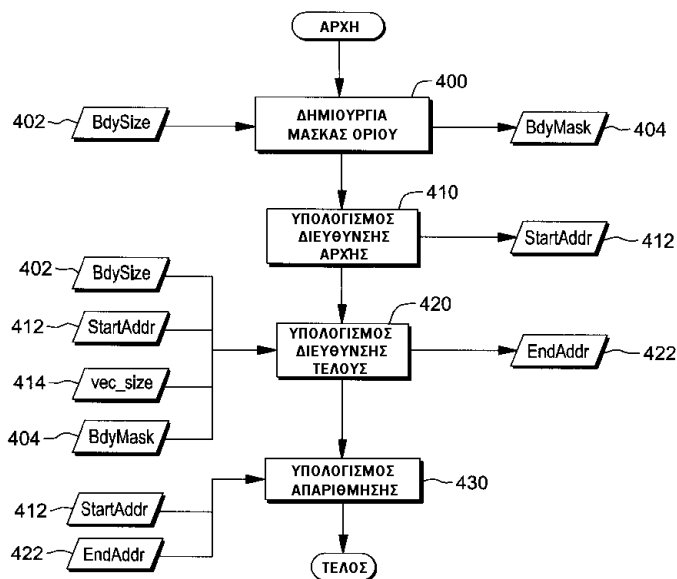 ΑΡΧΗ
400
402
BdySize
ΔΗΜΙΟΥΡΓΙΑ
ΜΑΣΚΑΣ ΟΡΙΟΥ
BdyMask
404
410
ΥΠΟΛΟΓΙΣΜΟΣ
ΔΙΕΥΘΥΝΣΗΣ
ΑΡΧΉΣ
StartAddr
412
402
BdySize
420
412
StartAddr
ΥΠΟΛΟΓΙΣΜΟΣ
ΔΙΕΥΘΥΝΣΗΣ
ΤΕΛΟΥΣ
EndAddr
422
414
vec_size
404
BdyMask
ΥΠΟΛΟΓΙΣΜΟΣ
ΑΠΑΡΙΘΜΗΣΗΣ
430
412
StartAddr
422
EndAddr
ΤΕΛΟΣ